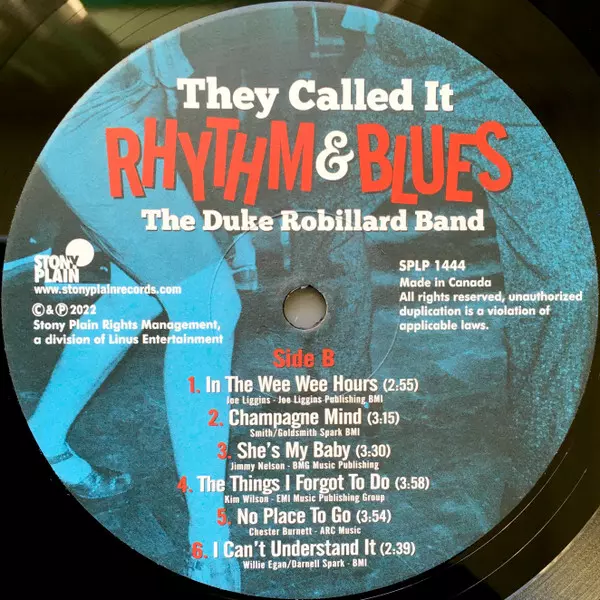 They Called It
RHYTHM & BLUES
The Duke Robillard Band
STONY
PLAIN
www.stonyplainrecords.com
© & ℗ 2022
Stony Plain Rights Management,
a division of Linus Entertainment
SPLP 1444
Made in Canada
All rights reserved, unauthorized
duplication is a violation of
applicable laws.
Side B
1. In The Wee Wee Hours (2:55)
Joe Liggins - Joe Liggins Publishing BMI
2. Champagne Mind (3:15)
Smith/Goldsmith Spark BMI
3. She's My Baby (3:30)
Jimmy Nelson - BMG Music Publishing
4. The Things I Forgot To Do (3:58)
Kim Wilson - EMI Music Publishing Group
5. No Place To Go (3:54)
Chester Burnett - ARC Music
6. I Can't Understand It (2:39)
Willie Egan/Darnell Spark - BMI